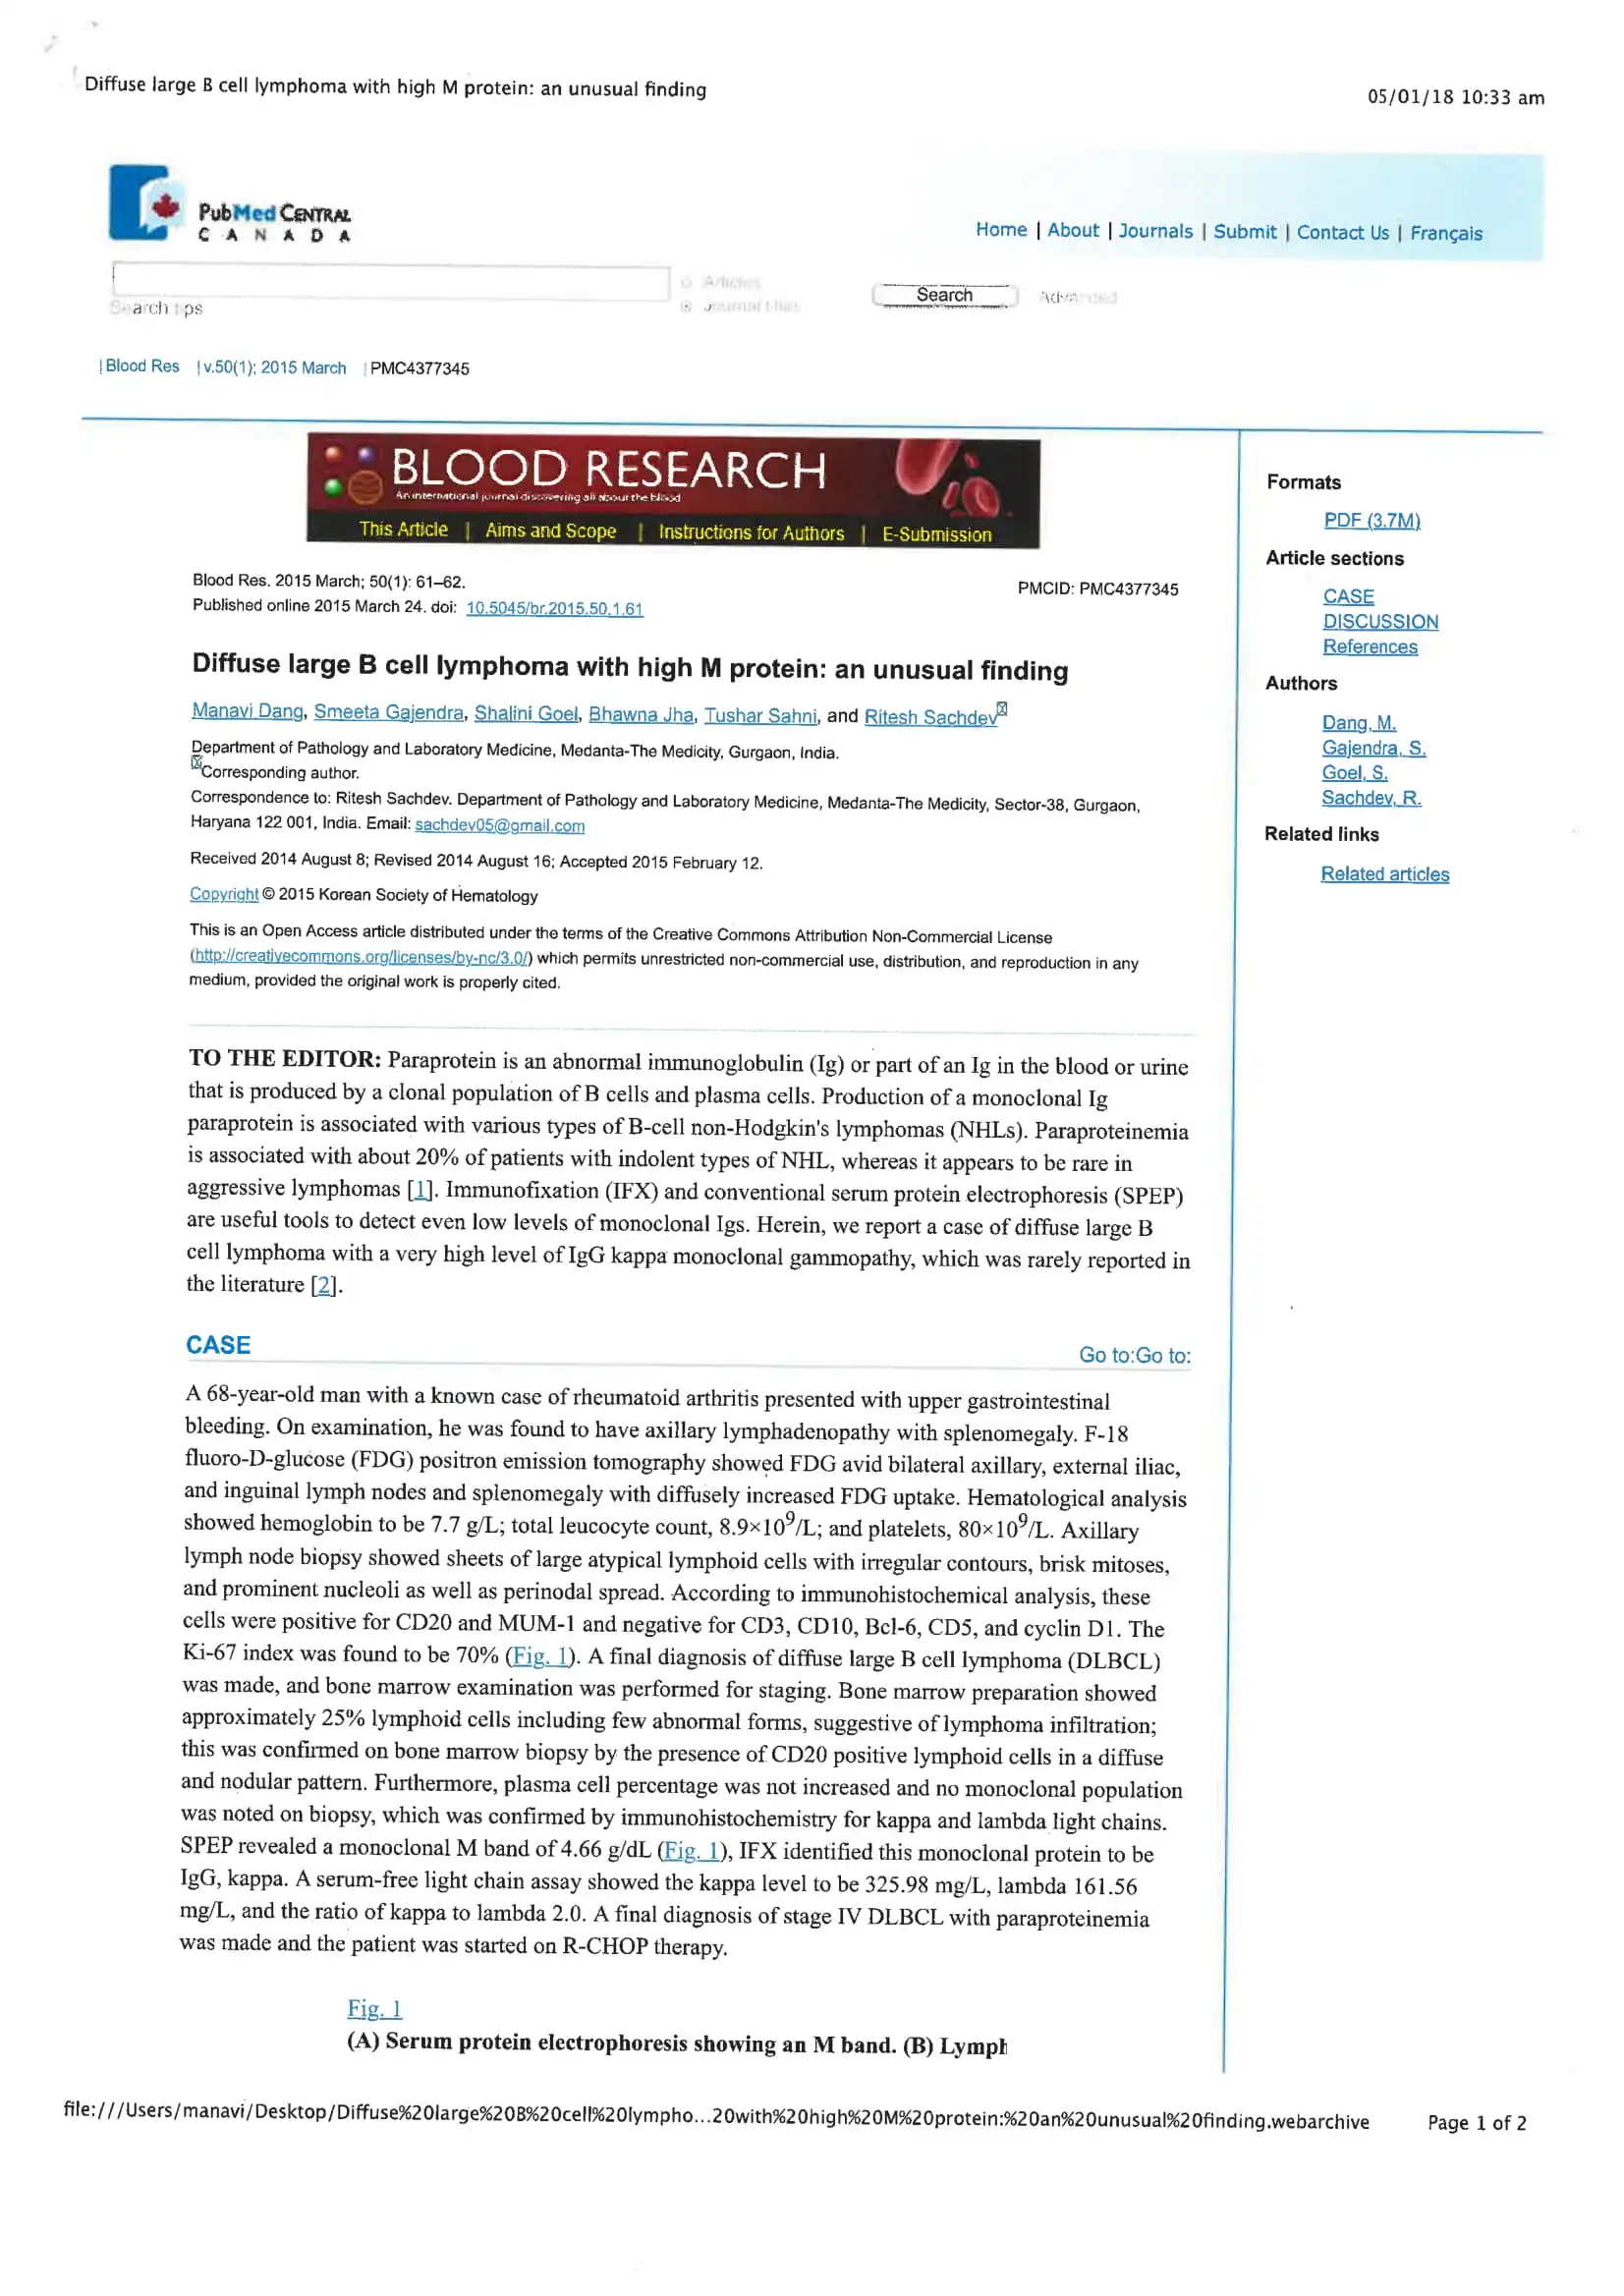 Diffuse large B cell lymphoma with high M protein: an unusual finding
05/01/18 10:33 am
PubMed CENTRAL
CANADA
Home | About | Journals | Submit | Contact Us | Français
Articles
Search
Search tips
| Blood Res | v.50(1); 2015 March | PMC4377345
BLOOD RESEARCH
An international journal discovering all about the blood
This Article | Aims and Scope | Instructions for Authors | E-Submission
Blood Res. 2015 March; 50(1): 61–62.
PMCID: PMC4377345
Published online 2015 March 24. doi: 10.5045/br.2015.50.1.61
Diffuse large B cell lymphoma with high M protein: an unusual finding
Manavi Dang, Smeeta Gajendra, Shalini Goel, Bhawna Jha, Tushar Sahni, and Ritesh Sachdev
Department of Pathology and Laboratory Medicine, Medanta-The Medicity, Gurgaon, India.
Corresponding author.
Correspondence to: Ritesh Sachdev. Department of Pathology and Laboratory Medicine, Medanta-The Medicity, Sector-38, Gurgaon,
Haryana 122 001, India. Email: sachdev05@gmail.com
Received 2014 August 8; Revised 2014 August 16; Accepted 2015 February 12.
Copyright © 2015 Korean Society of Hematology
This is an Open Access article distributed under the terms of the Creative Commons Attribution Non-Commercial License
(http://creativecommons.org/licenses/by-nc/3.0/) which permits unrestricted non-commercial use, distribution, and reproduction in any
medium, provided the original work is properly cited.
TO THE EDITOR: Paraprotein is an abnormal immunoglobulin (Ig) or part of an Ig in the blood or urine
that is produced by a clonal population of B cells and plasma cells. Production of a monoclonal Ig
paraprotein is associated with various types of B-cell non-Hodgkin's lymphomas (NHLs). Paraproteinemia
is associated with about 20% of patients with indolent types of NHL, whereas it appears to be rare in
aggressive lymphomas [1]. Immunofixation (IFX) and conventional serum protein electrophoresis (SPEP)
are useful tools to detect even low levels of monoclonal Igs. Herein, we report a case of diffuse large B
cell lymphoma with a very high level of IgG kappa monoclonal gammopathy, which was rarely reported in
the literature [2].
CASE
Go to:Go to:
A 68-year-old man with a known case of rheumatoid arthritis presented with upper gastrointestinal
bleeding. On examination, he was found to have axillary lymphadenopathy with splenomegaly. F-18
fluoro-D-glucose (FDG) positron emission tomography showed FDG avid bilateral axillary, external iliac,
and inguinal lymph nodes and splenomegaly with diffusely increased FDG uptake. Hematological analysis
showed hemoglobin to be 7.7 g/L; total leucocyte count, 8.9×10⁹/L; and platelets, 80×10⁹/L. Axillary
lymph node biopsy showed sheets of large atypical lymphoid cells with irregular contours, brisk mitoses,
and prominent nucleoli as well as perinodal spread. According to immunohistochemical analysis, these
cells were positive for CD20 and MUM-1 and negative for CD3, CD10, Bcl-6, CD5, and cyclin D1. The
Ki-67 index was found to be 70% (Fig. 1). A final diagnosis of diffuse large B cell lymphoma (DLBCL)
was made, and bone marrow examination was performed for staging. Bone marrow preparation showed
approximately 25% lymphoid cells including few abnormal forms, suggestive of lymphoma infiltration;
this was confirmed on bone marrow biopsy by the presence of CD20 positive lymphoid cells in a diffuse
and nodular pattern. Furthermore, plasma cell percentage was not increased and no monoclonal population
was noted on biopsy, which was confirmed by immunohistochemistry for kappa and lambda light chains.
SPEP revealed a monoclonal M band of 4.66 g/dL (Fig. 1), IFX identified this monoclonal protein to be
IgG, kappa. A serum-free light chain assay showed the kappa level to be 325.98 mg/L, lambda 161.56
mg/L, and the ratio of kappa to lambda 2.0. A final diagnosis of stage IV DLBCL with paraproteinemia
was made and the patient was started on R-CHOP therapy.
Fig. 1
(A) Serum protein electrophoresis showing an M band. (B) Lymph
Formats
PDF (3.7M)
Article sections
CASE
DISCUSSION
References
Authors
Dang, M.
Gajendra, S.
Goel, S.
Sachdev, R.
Related links
Related articles
file:///Users/manavi/Desktop/Diffuse%20large%20B%20cell%20lympho...20with%20high%20M%20protein:%20an%20unusual%20finding.webarchive
Page 1 of 2